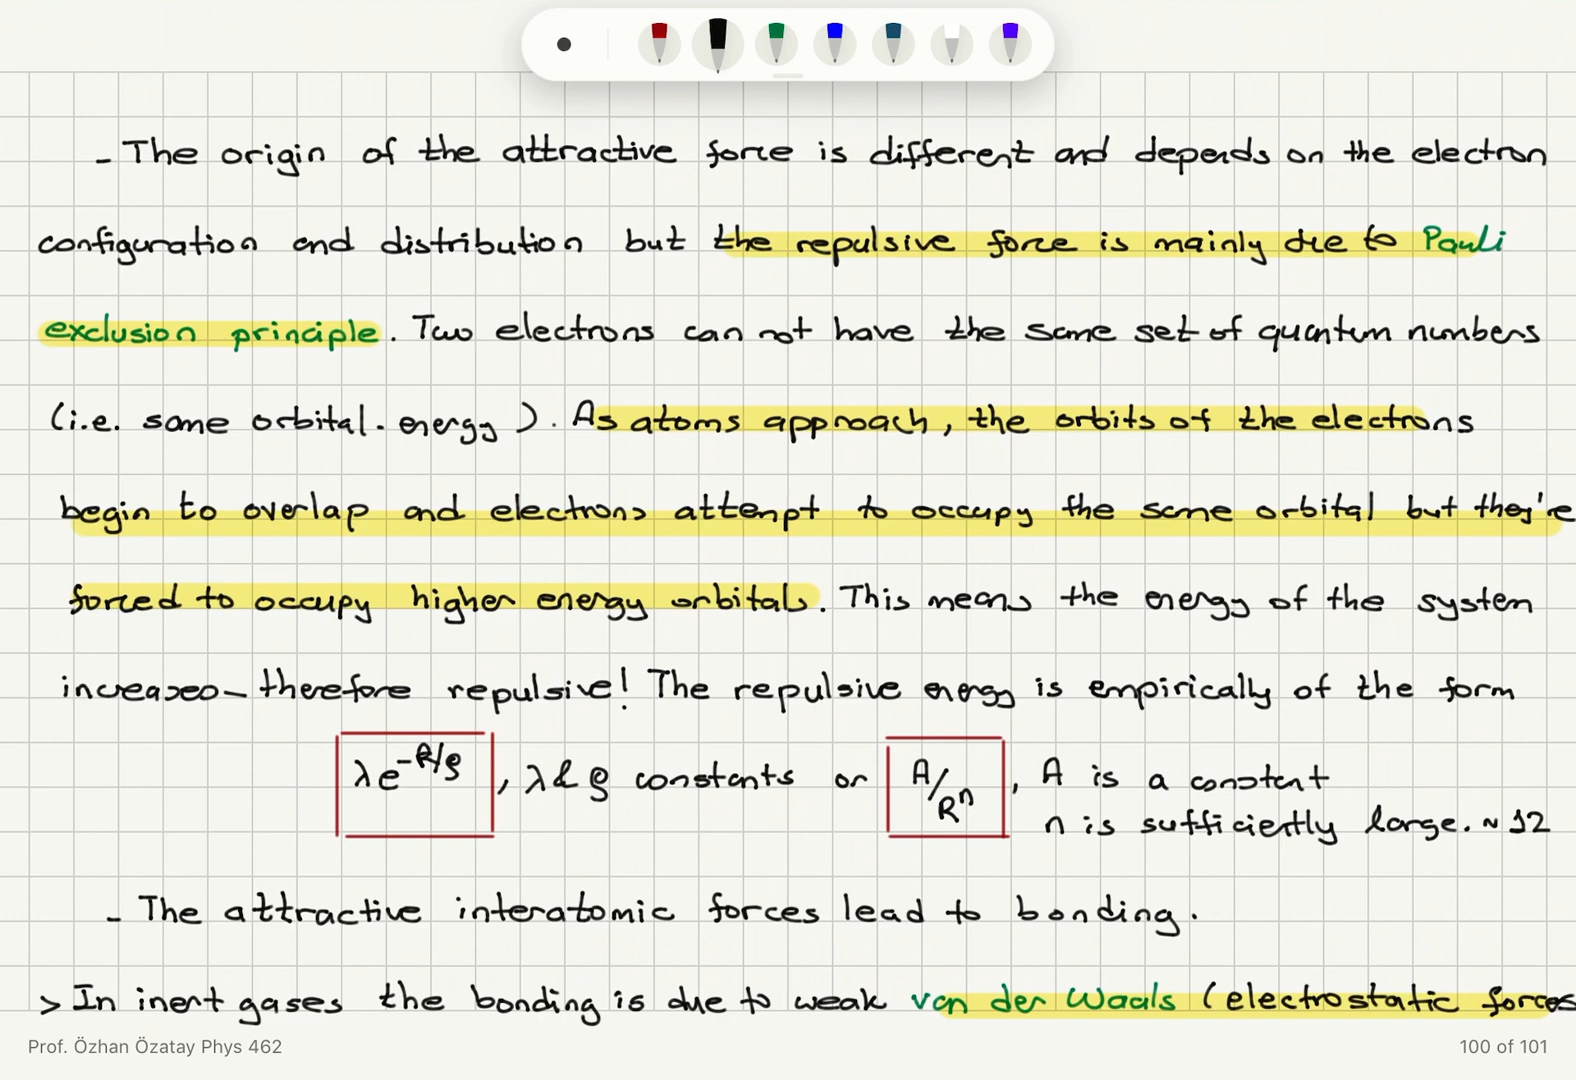 - The origin of the attractive force is different and depends on the electron
configuration and distribution but the repulsive force is mainly due to Pauli
exclusion principle. Two electrons can not have the same set of quantum numbers
(i.e. same orbital - energy ). As atoms approach, the orbits of the electrons
begin to overlap and electrons attempt to occupy the same orbital but they're
forced to occupy higher energy orbitals. This means the energy of the system
increases - therefore repulsive! The repulsive energy is empirically of the form
λe^(-R/ρ), λ & ρ constants or A/R^n, A is a constant
n is sufficiently large. ~ 12
- The attractive interatomic forces lead to bonding.
> In inert gases the bonding is due to weak van der Waals (electrostatic forces
Prof. Özhan Özatay Phys 462
100 of 101